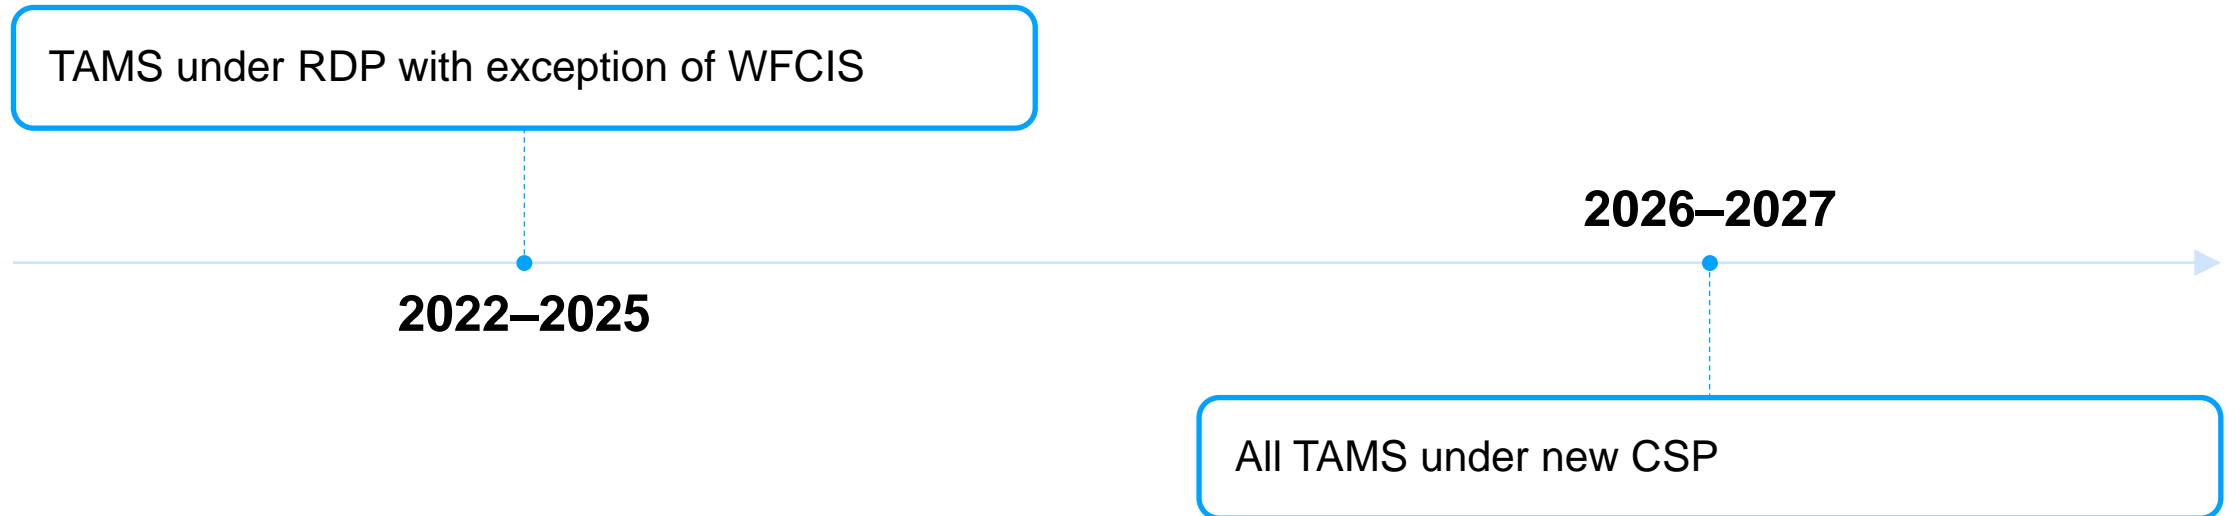 TAMS under RDP with exception of WFCIS
2026–2027
2022–2025
All TAMS under new CSP